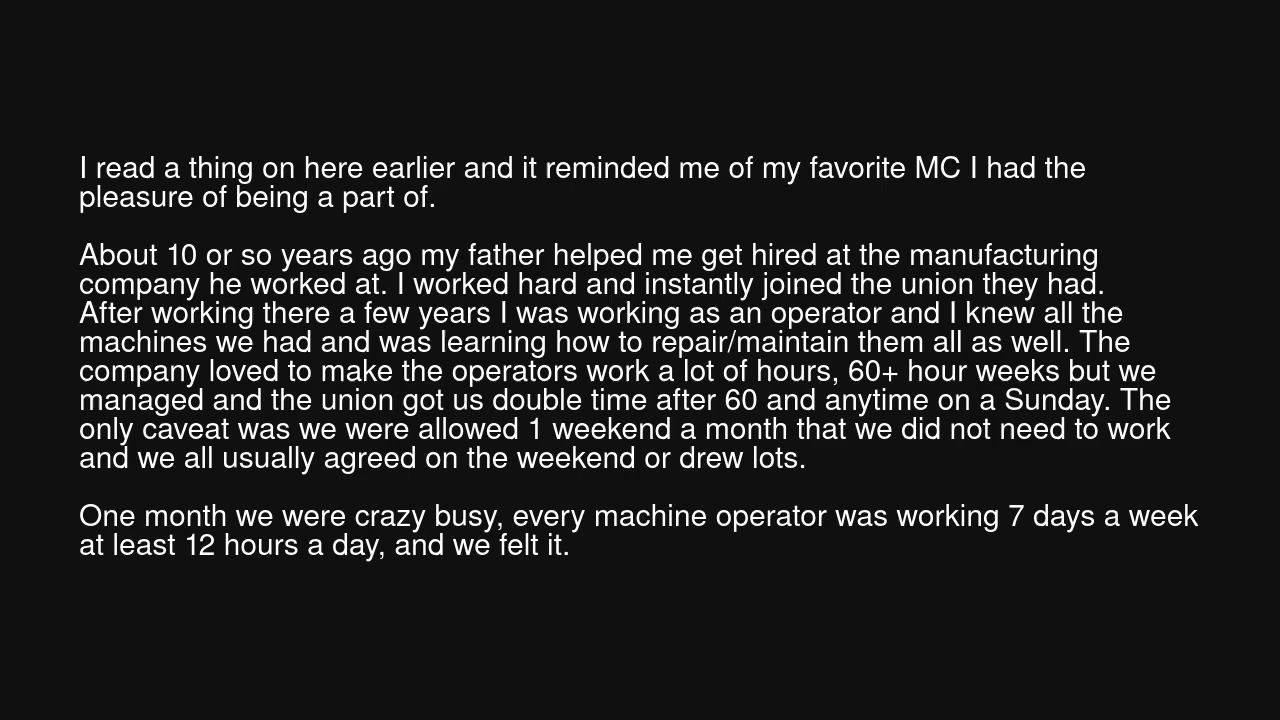 I read a thing on here earlier and it reminded me of my favorite MC I had the
pleasure of being a part of.
About 10 or so years ago my father helped me get hired at the manufacturing
company he worked at. I worked hard and instantly joined the union they had.
After working there a few years I was working as an operator and I knew all the
machines we had and was learning how to repair/maintain them all as well. The
company loved to make the operators work a lot of hours, 60+ hour weeks but we
managed and the union got us double time after 60 and anytime on a Sunday. The
only caveat was we were allowed 1 weekend a month that we did not need to work
and we all usually agreed on the weekend or drew lots.
One month we were crazy busy, every machine operator was working 7 days a week
at least 12 hours a day, and we felt it.